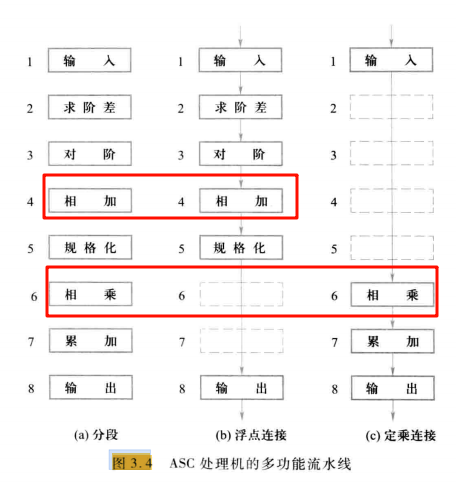 1 输 入 1 输 入 1 输 入
2 求 阶 差 2 求 阶 差 2
3 对 阶 3 对 阶 3
4 相 加 4 相 加 4
5 规 格 化 5 规 格 化 5
6 相 乘 6 6 相 乘
7 累 加 7 7 累 加
8 输 出 8 输 出 8 输 出
(a) 分段 (b) 浮点连接 (c) 定乘连接
图 3.4 ASC 处理机的多功能流水线